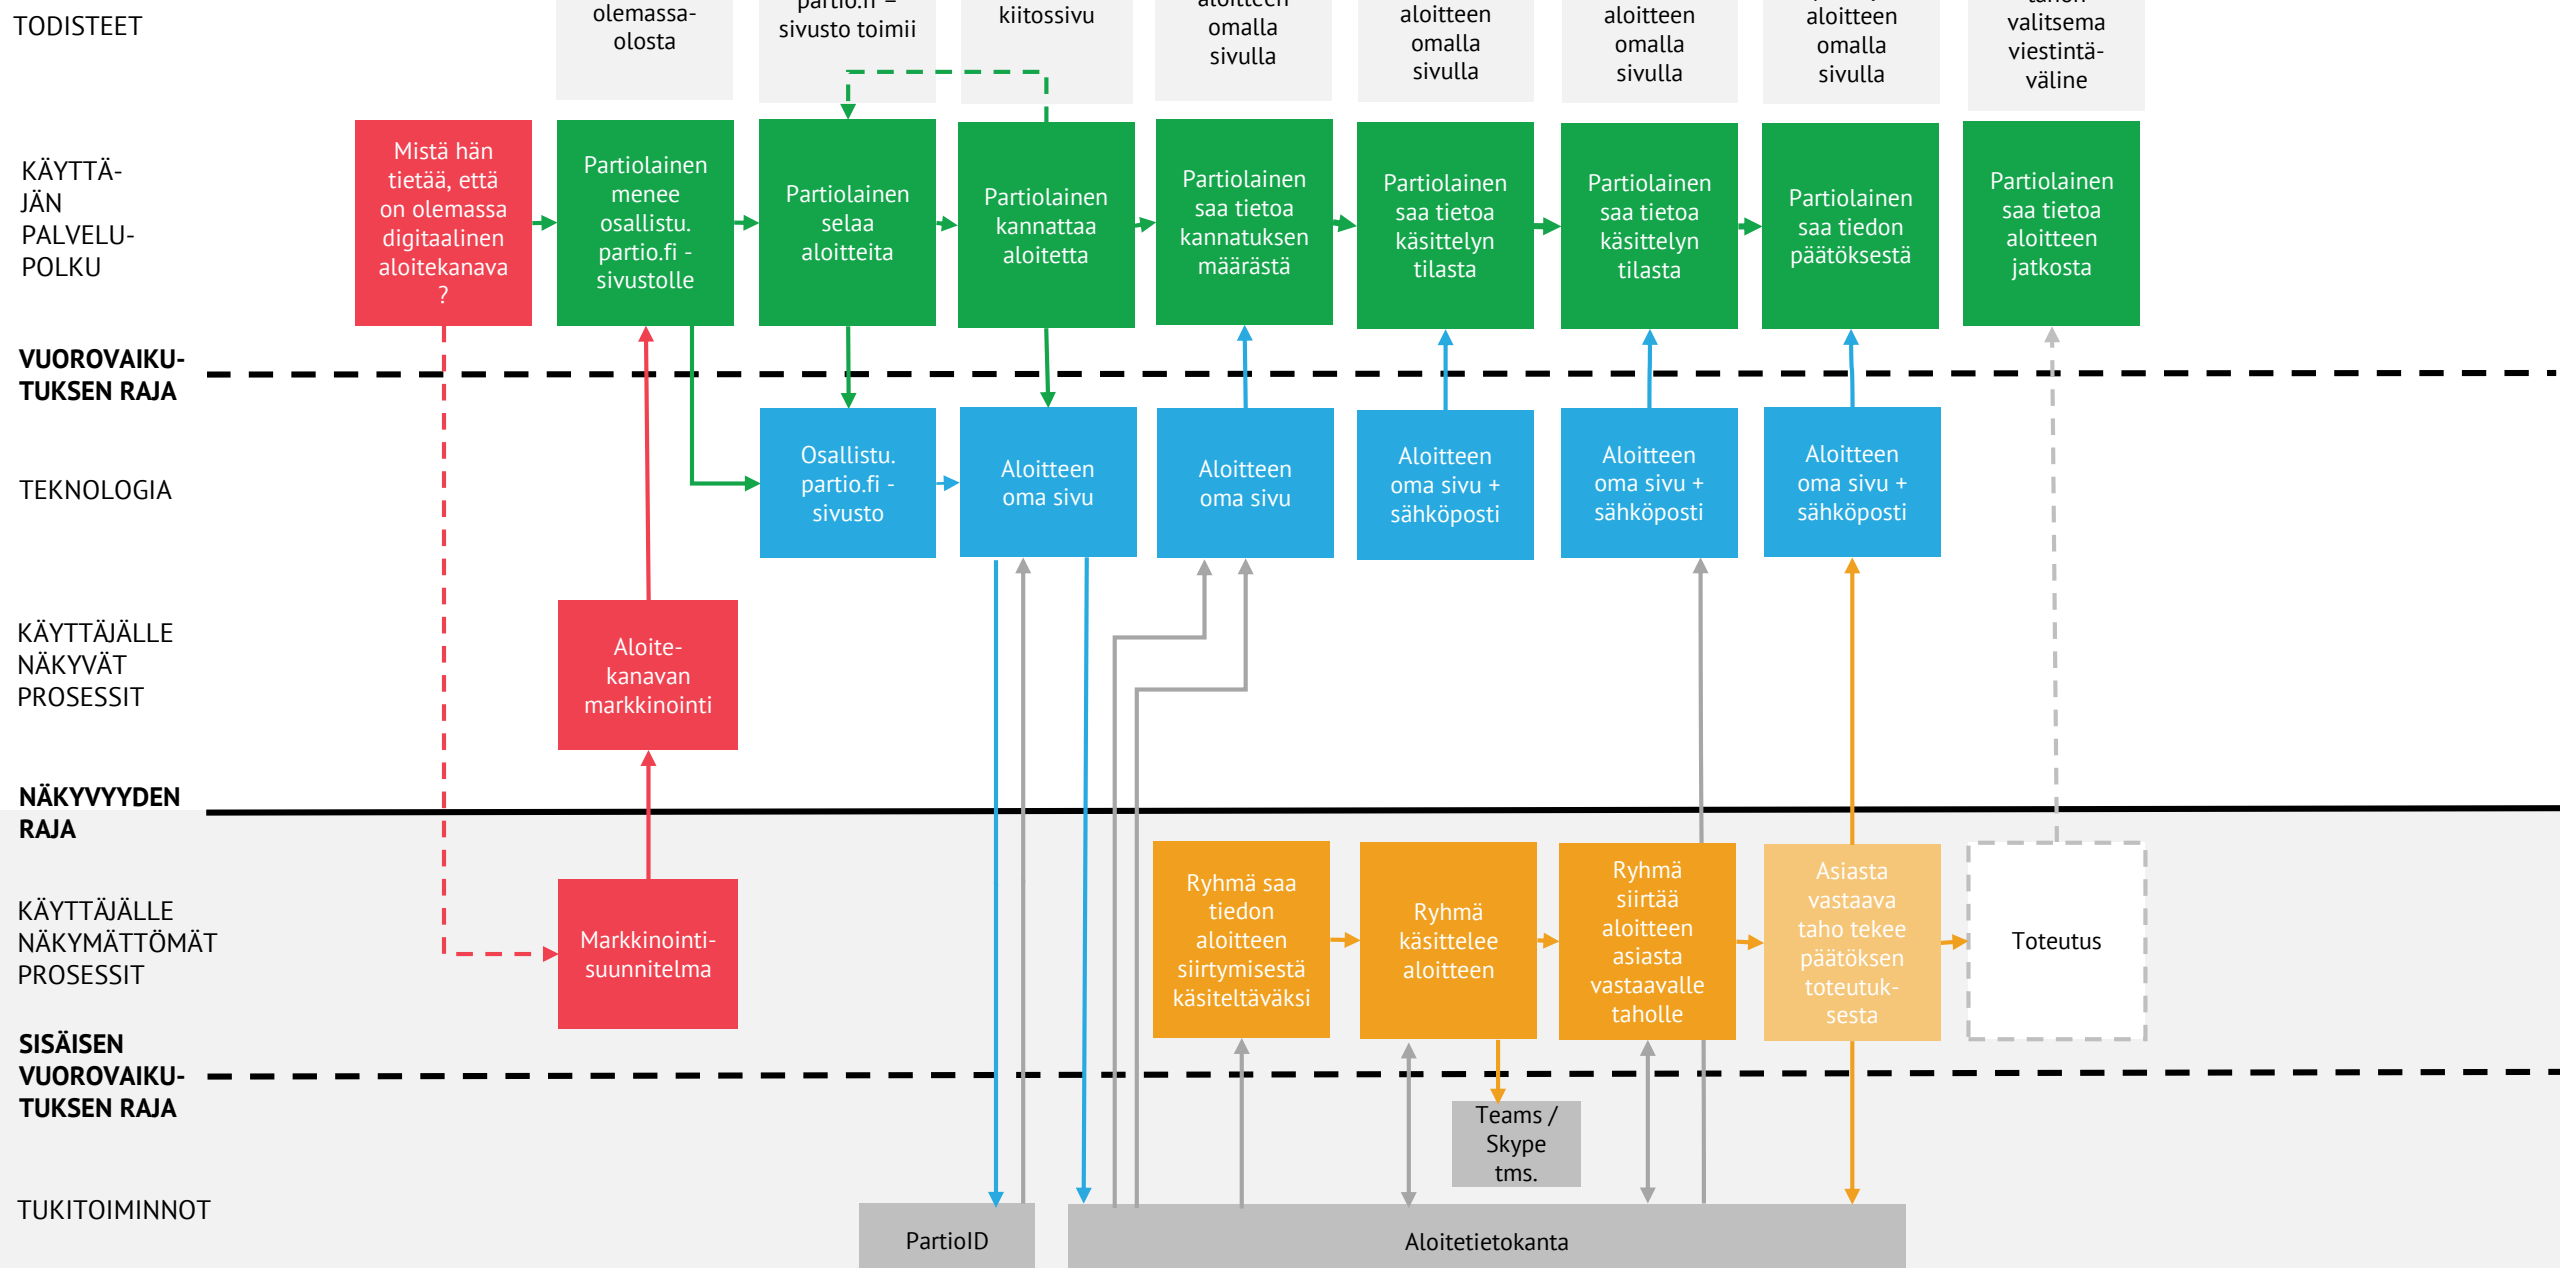 TODISTEET
olemassa-
olosta
partio.fi –
sivusto toimii
kiitossivu
aloitteen
omalla
sivulla
aloitteen
omalla
sivulla
aloitteen
omalla
sivulla
aloitteen
omalla
sivulla
valitsema
viestintä-
väline
KÄYTTÄ-
JÄN
PALVELU-
POLKU
Mistä hän
tietää, että
on olemassa
digitaalinen
aloitekanava
?
Partiolainen
menee
osallistu.
partio.fi -
sivustolle
Partiolainen
selaa
aloitteita
Partiolainen
kannattaa
aloitetta
Partiolainen
saa tietoa
kannatuksen
määrästä
Partiolainen
saa tietoa
käsittelyn
tilasta
Partiolainen
saa tietoa
käsittelyn
tilasta
Partiolainen
saa tiedon
päätöksestä
Partiolainen
saa tietoa
aloitteen
jatkosta
VUOROVAIKU-
TUKSEN RAJA
TEKNOLOGIA
Osallistu.
partio.fi -
sivusto
Aloitteen
oma sivu
Aloitteen
oma sivu
Aloitteen
oma sivu +
sähköposti
Aloitteen
oma sivu +
sähköposti
Aloitteen
oma sivu +
sähköposti
KÄYTTÄJÄLLE
NÄKYVÄT
PROSESSIT
Aloite-
kanavan
markkinointi
NÄKYVYYDEN
RAJA
KÄYTTÄJÄLLE
NÄKYMÄTTÖMÄT
PROSESSIT
Markkinointi-
suunnitelma
Ryhmä saa
tiedon
aloitteen
siirtymisestä
käsiteltäväksi
Ryhmä
käsittelee
aloitteen
Ryhmä
siirtää
aloitteen
asiasta
vastaavalle
taholle
Asiasta
vastaava
taho tekee
päätöksen
toteutuk-
sesta
Toteutus
SISÄISEN
VUOROVAIKU-
TUKSEN RAJA
Teams /
Skype
tms.
TUKITOIMINNOT
PartioID
Aloitetietokanta